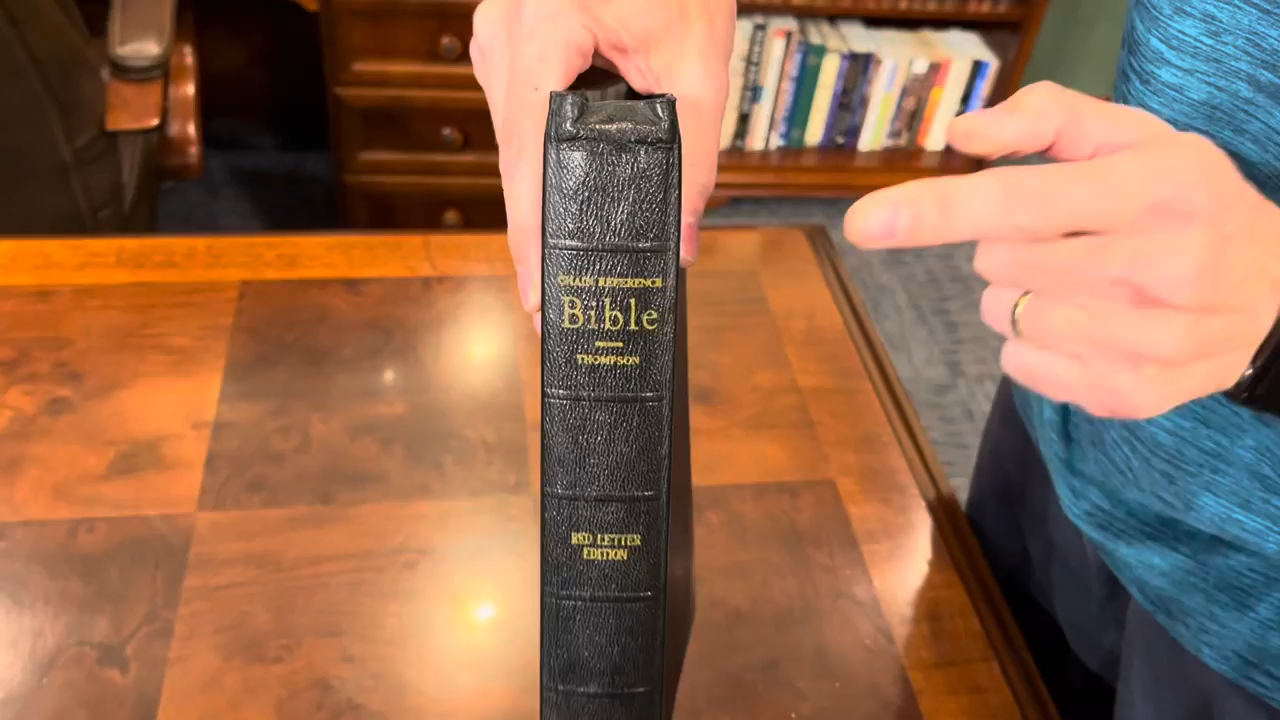 CHAIN REFERENCE
Bible
THOMPSON
RED LETTER
EDITION